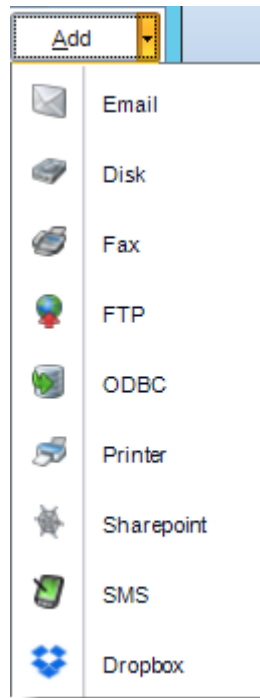 Add
Email
Disk
Fax
FTP
ODBC
Printer
Sharepoint
SMS
Dropbox